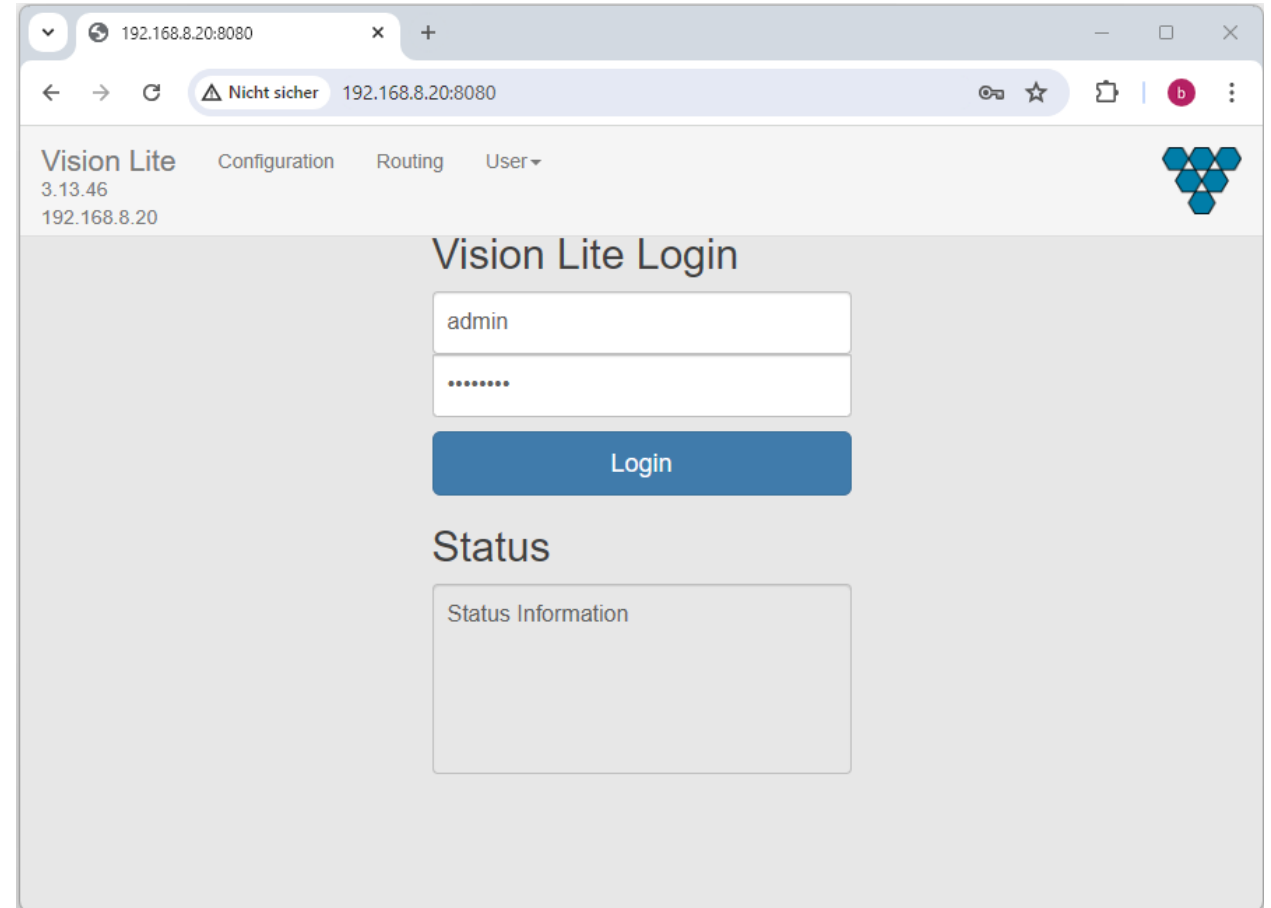 192.168.8.20:8080
Nicht sicher 192.168.8.20:8080 b
Vision Lite Configuration Routing User
3.13.46
192.168.8.20
Vision Lite Login
admin
••••••••
Login
Status
Status Information